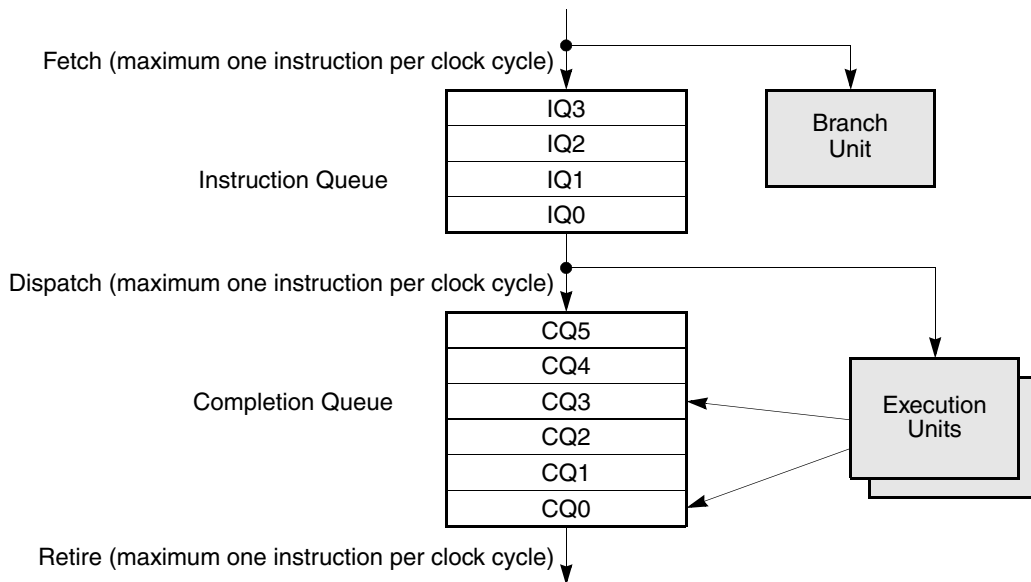 Fetch (maximum one instruction per clock cycle)
IQ3
IQ2
IQ1
IQ0
Instruction Queue
Branch
Unit
Dispatch (maximum one instruction per clock cycle)
CQ5
CQ4
CQ3
CQ2
CQ1
CQ0
Completion Queue
Execution
Units
Retire (maximum one instruction per clock cycle)